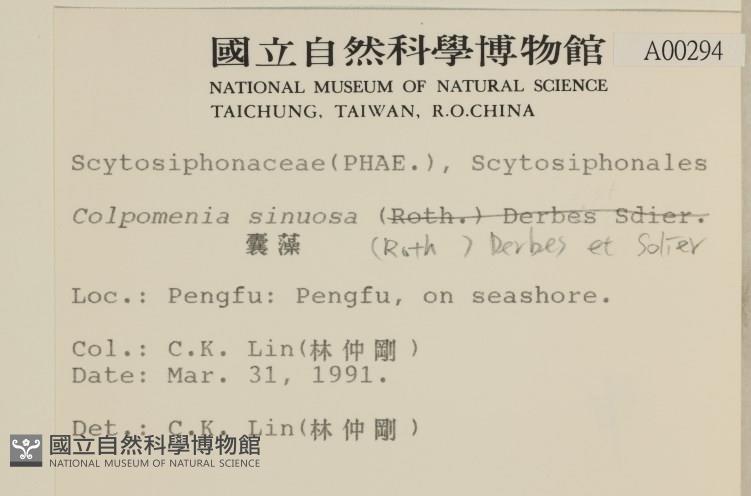 國立自然科學博物館 A00294
NATIONAL MUSEUM OF NATURAL SCIENCE
TAICHUNG, TAIWAN, R.O.CHINA
Scytosiphonaceae(PHAE.), Scytosiphonales
Colpomenia sinuosa (Roth.) Derbes Sdier.
囊藻 (Roth ) Derbes et Solier
Loc.: Pengfu: Pengfu, on seashore.
Col.: C.K. Lin(林仲剛)
Date: Mar. 31, 1991.
Det.: C.K. Lin(林仲剛)
國立自然科學博物館
NATIONAL MUSEUM OF NATURAL SCIENCE